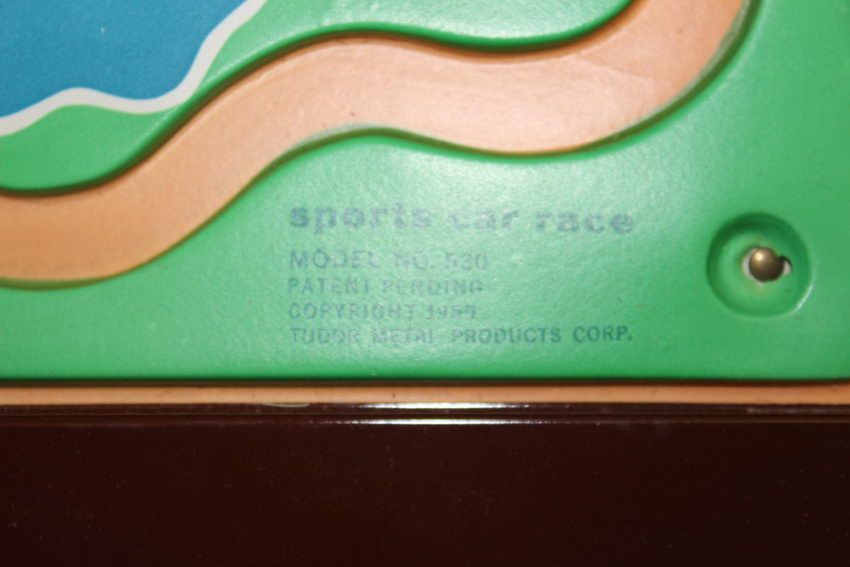 sports car race
MODEL NO. 530
PATENT PENDING
COPYRIGHT 1959
TUDOR METAL PRODUCTS CORP.